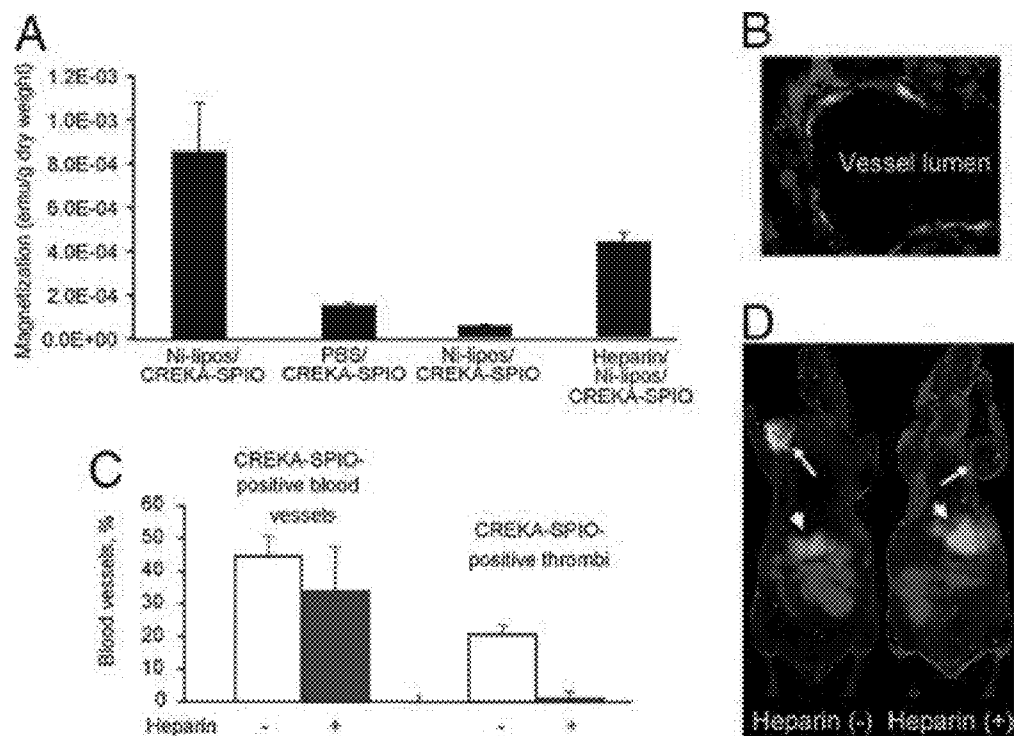 A
Magnetization (emu/g dry weight)
1.2E-03
1.0E-03
8.0E-04
6.0E-04
4.0E-04
2.0E-04
0.0E+00
Ni-lipos/
CREKA-SPIO
PBS/
CREKA-SPIO
Ni-lipos/
CREKA-SPIO
Heparin/
Ni-lipos/
CREKA-SPIO
B
Vessel lumen
C
Blood vessels, %
60
50
40
30
20
10
0
CREKA-SPIO-
positive blood
vessels
CREKA-SPIO-
positive thrombi
Heparin
-
+
-
+
D
Heparin (-)
Heparin (+)